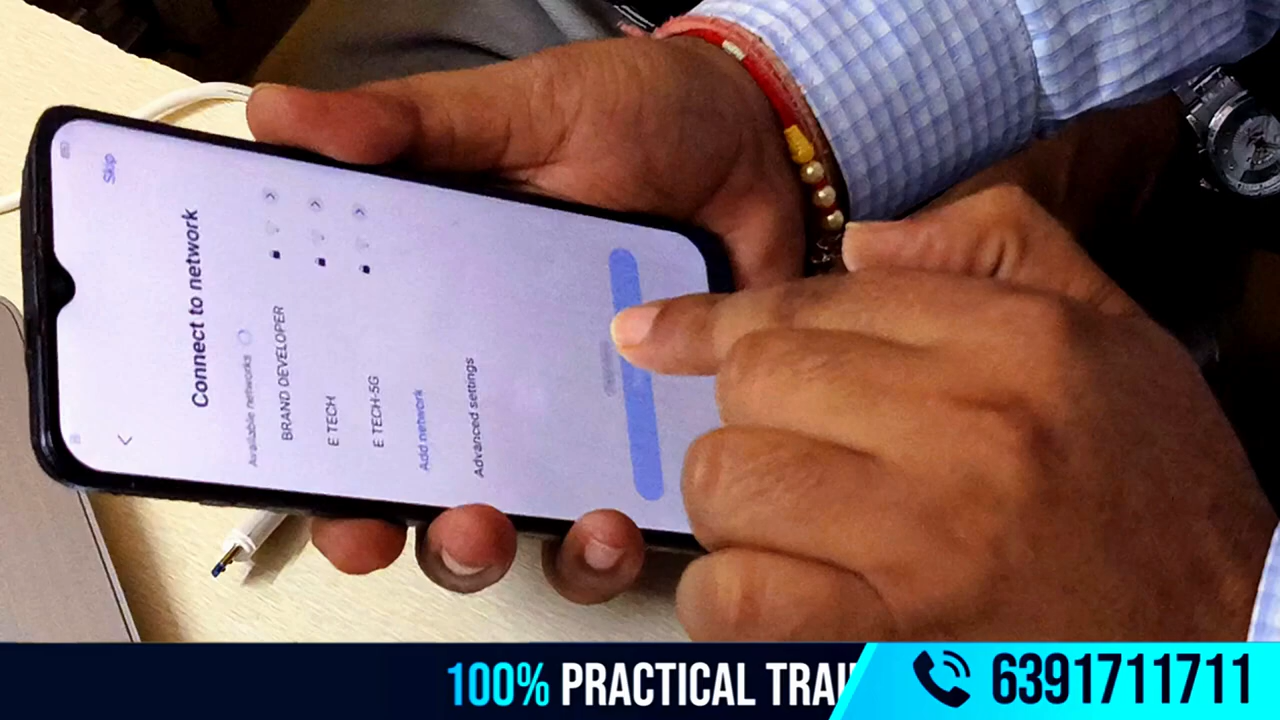 Skip
Connect to network
Available networks
BRAND DEVELOPER
E TECH
E TECH-5G
Add network
Advanced settings
100% PRACTICAL TRAI
6391711711